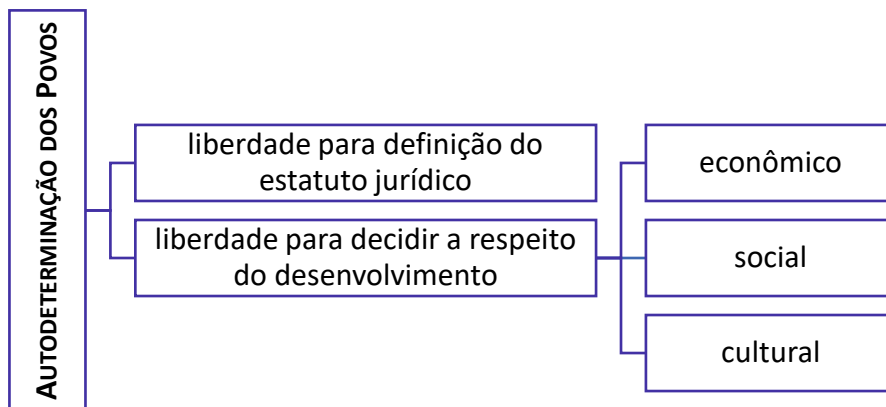 AUTODETERMINAÇÃO DOS POVOS
liberdade para definição do
estatuto jurídico
liberdade para decidir a respeito
do desenvolvimento
econômico
social
cultural